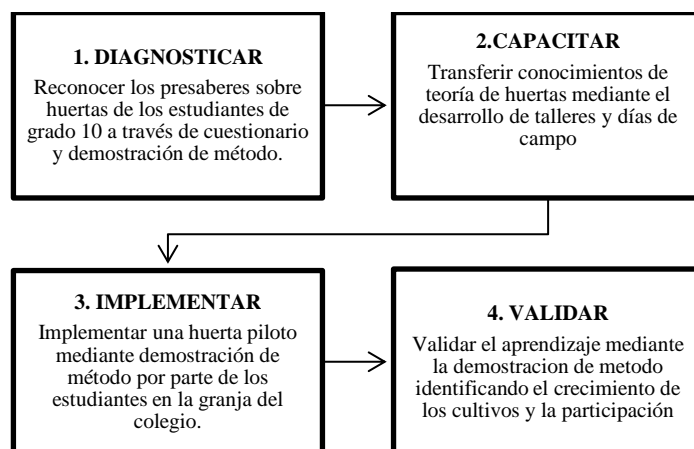 1. DIAGNOSTICAR
Reconocer los presaberes sobre
huertas de los estudiantes de
grado 10 a través de cuestionario
y demostración de método.
2.CAPACITAR
Transferir conocimientos de
teoría de huertas mediante el
desarrollo de talleres y días de
campo
3. IMPLEMENTAR
Implementar una huerta piloto
mediante demostración de
método por parte de los
estudiantes en la granja del
colegio.
4. VALIDAR
Validar el aprendizaje mediante
la demostracion de metodo
identificando el crecimiento de
los cultivos y la participación